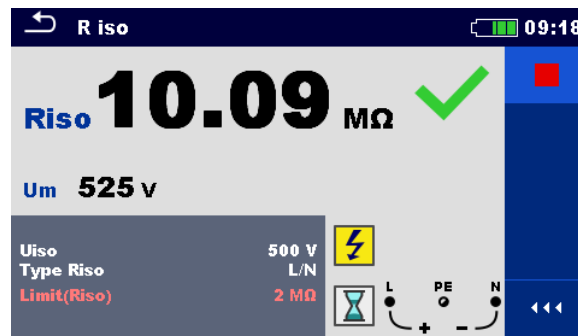 R iso 09:18
Riso 10.09 MΩ
Um 525 V
Uiso 500 V
Type Riso L/N
Limit(Riso) 2 MΩ
L PE N
+ -